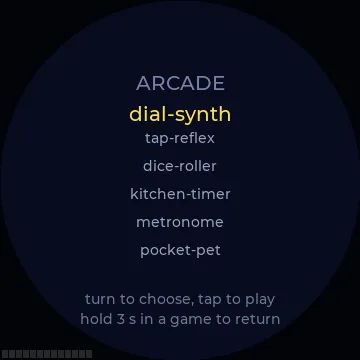 ARCADE
dial-synth
tap-reflex
dice-roller
kitchen-timer
metronome
pocket-pet
turn to choose, tap to play
hold 3 s in a game to return